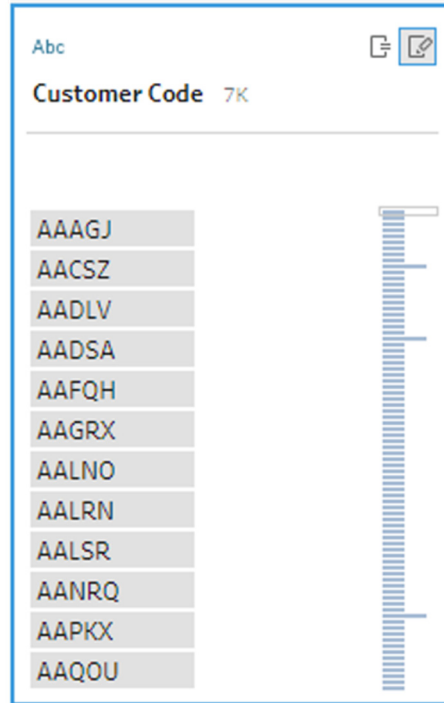 Abc
Customer Code 7K
AAAGJ
AACSZ
AADLV
AADSA
AAFQH
AAGRX
AALNO
AALRN
AALSR
AANRQ
AAPKX
AAQOU